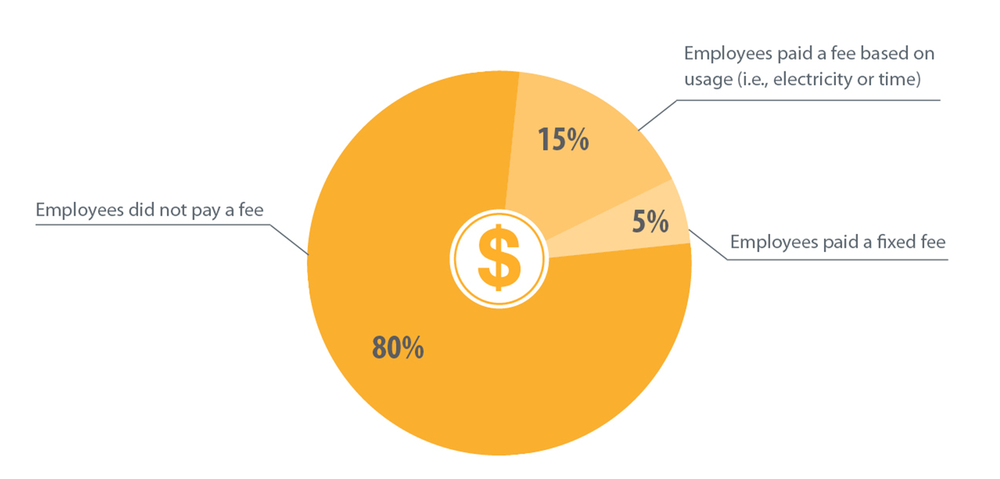 Employees paid a fee based on
usage (i.e., electricity or time)
15%
Employees did not pay a fee
5%
$
Employees paid a fixed fee
80%